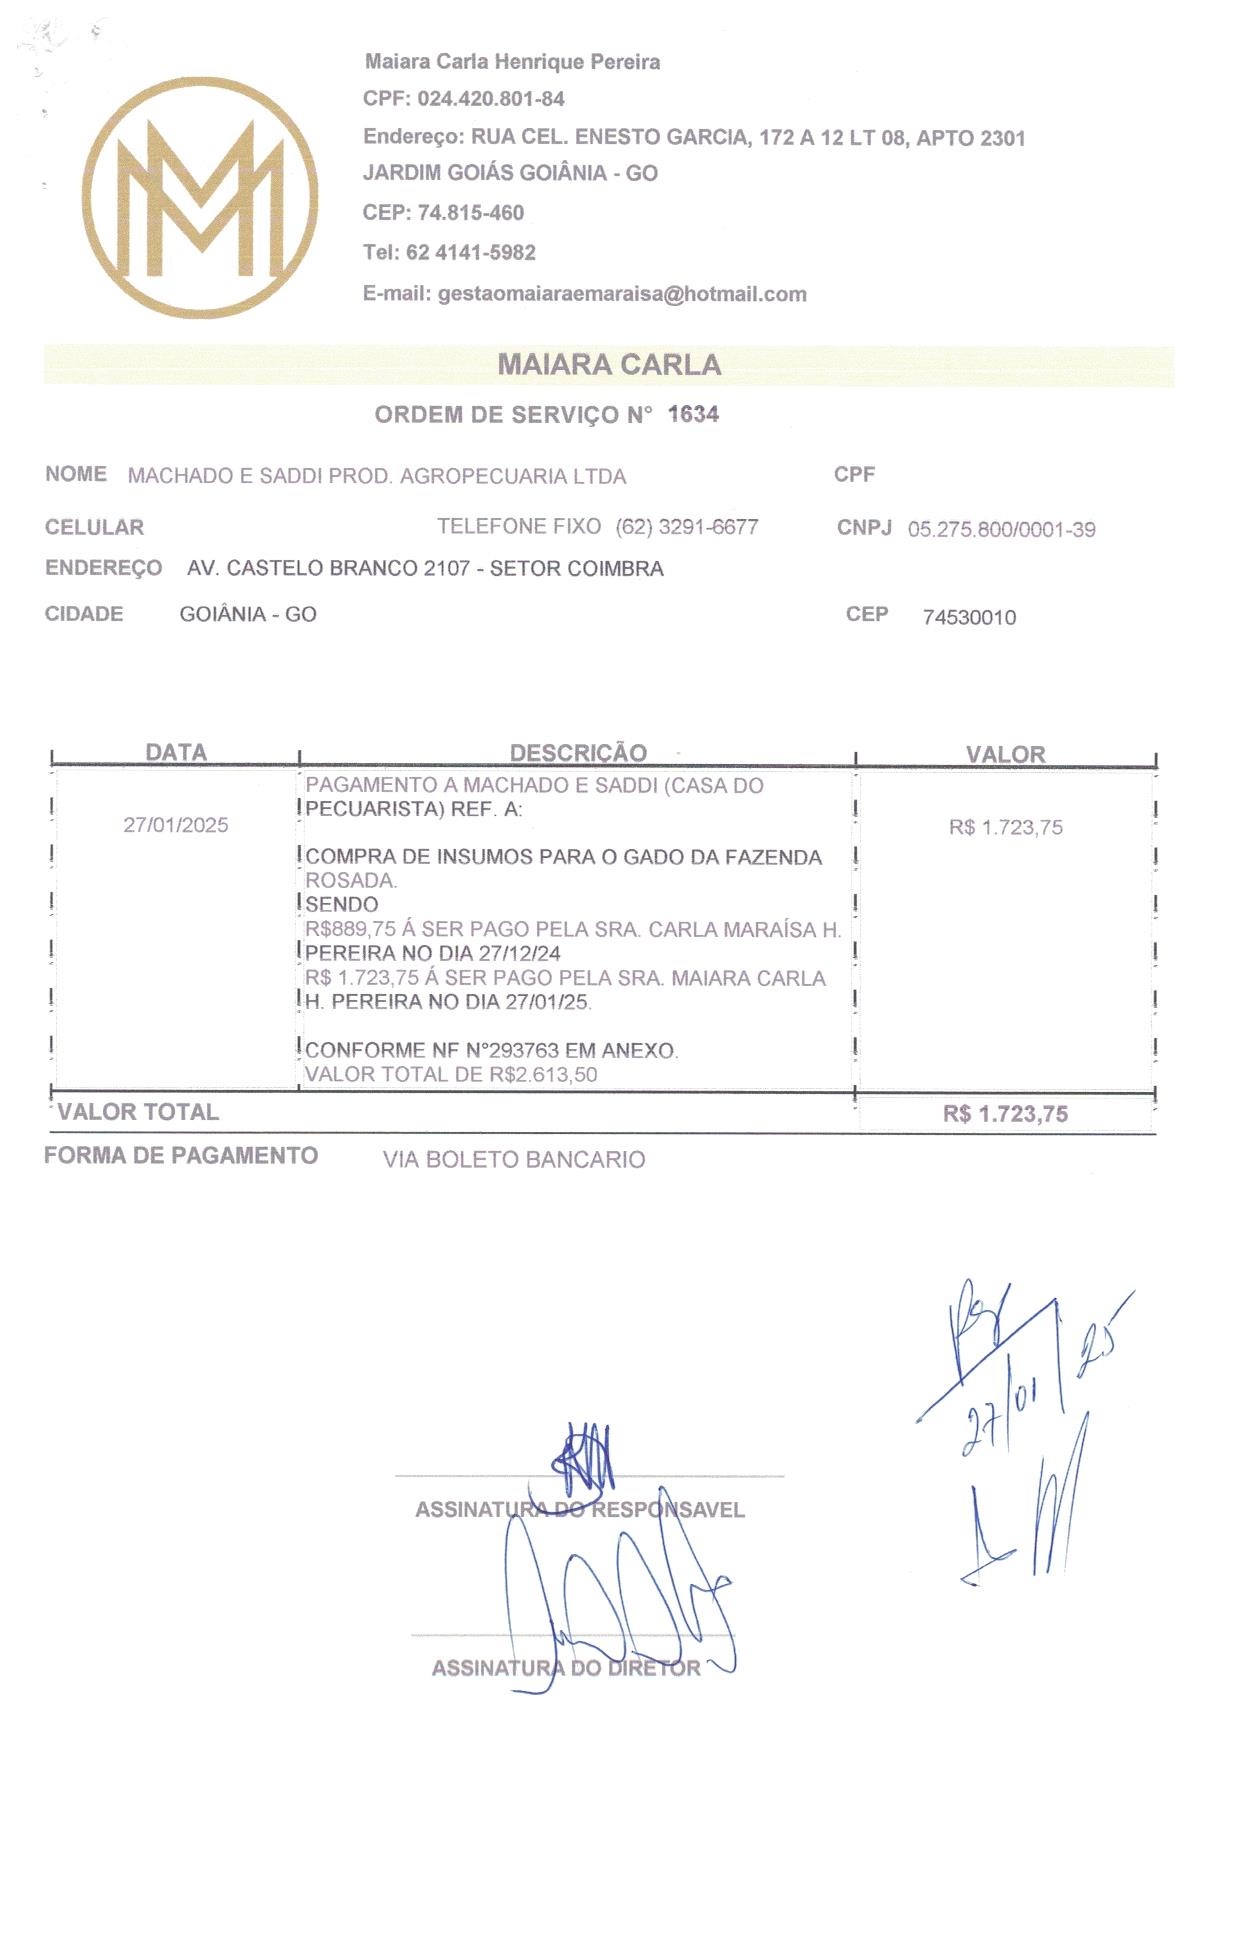 Maiara Carla Henrique Pereira
CPF: 024.420.801-84
Endereço: RUA CEL. ENESTO GARCIA, 172 A 12 LT 08, APTO 2301
JARDIM GOIÁS GOIÂNIA - GO
CEP: 74.815-460
Tel: 62 4141-5982
E-mail: gestaomaiaraemaraisa@hotmail.com
MAIARA CARLA
ORDEM DE SERVIÇO N° 1634
NOME MACHADO E SADDI PROD. AGROPECUARIA LTDA CPF
CELULAR TELEFONE FIXO (62) 3291-6677 CNPJ 05.275.800/0001-39
ENDEREÇO AV. CASTELO BRANCO 2107 - SETOR COIMBRA
CIDADE GOIÂNIA - GO CEP 74530010
DATA DESCRIÇÃO VALOR
PAGAMENTO A MACHADO E SADDI (CASA DO
PECUARISTA) REF. A:
27/01/2025 R$ 1.723,75
COMPRA DE INSUMOS PARA O GADO DA FAZENDA
ROSADA.
SENDO
R$889,75 Á SER PAGO PELA SRA. CARLA MARAÍSA H.
PEREIRA NO DIA 27/12/24
R$ 1.723,75 Á SER PAGO PELA SRA. MAIARA CARLA
H. PEREIRA NO DIA 27/01/25.
CONFORME NF N°293763 EM ANEXO.
VALOR TOTAL DE R$2.613,50
VALOR TOTAL R$ 1.723,75
FORMA DE PAGAMENTO VIA BOLETO BANCARIO
27/01/25
ASSINATURA DO RESPONSAVEL
ASSINATURA DO DIRETOR